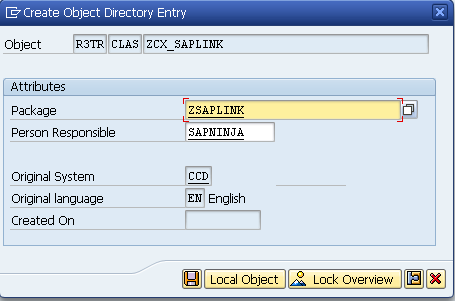 Create Object Directory Entry
Object R3TR CLAS ZCX_SAPLINK
Attributes
Package ZSAPLINK
Person Responsible SAPNINJA
Original System CCD
Original language EN English
Created On
Local Object Lock Overview